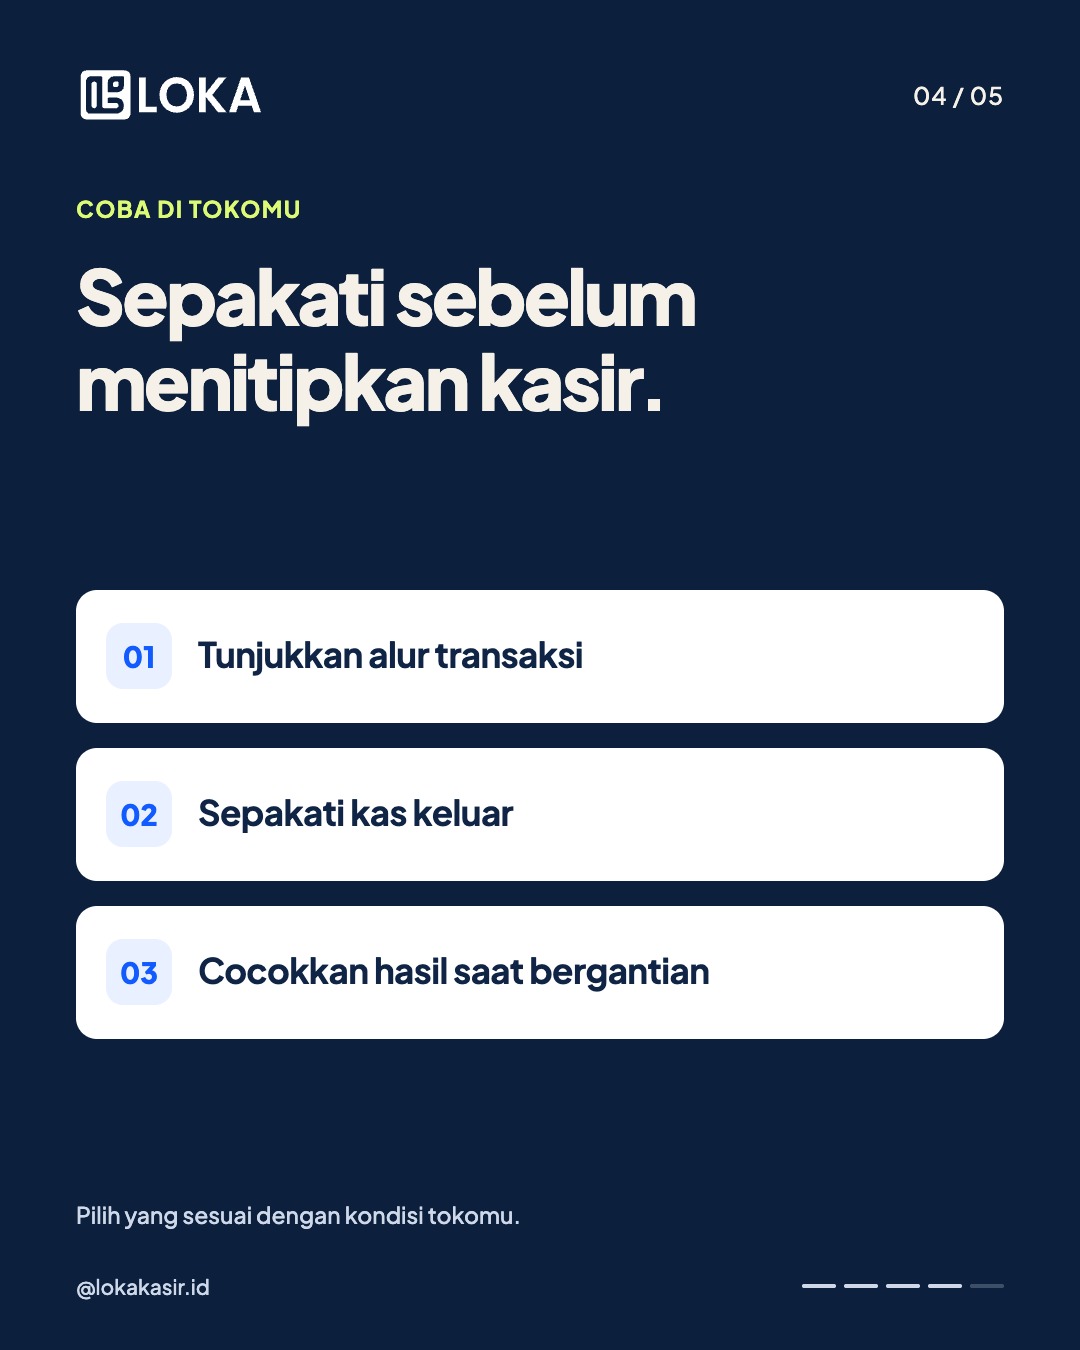 LOKA
04 / 05
COBA DI TOKOMU
Sepakati sebelum
menitipkan kasir.
01 Tunjukkan alur transaksi
02 Sepakati kas keluar
03 Cocokkan hasil saat bergantian
Pilih yang sesuai dengan kondisi tokomu.
@lokakasir.id